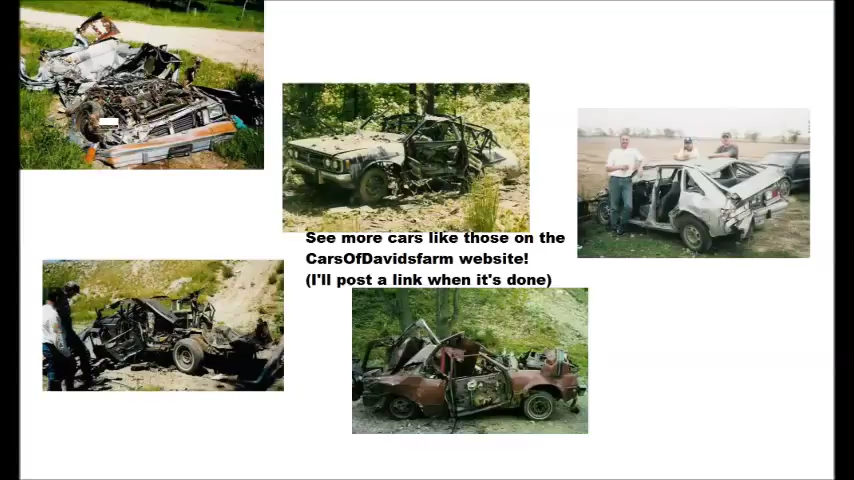 See more cars like those on the
CarsOfDavidsfarm website!
(I'll post a link when it's done)